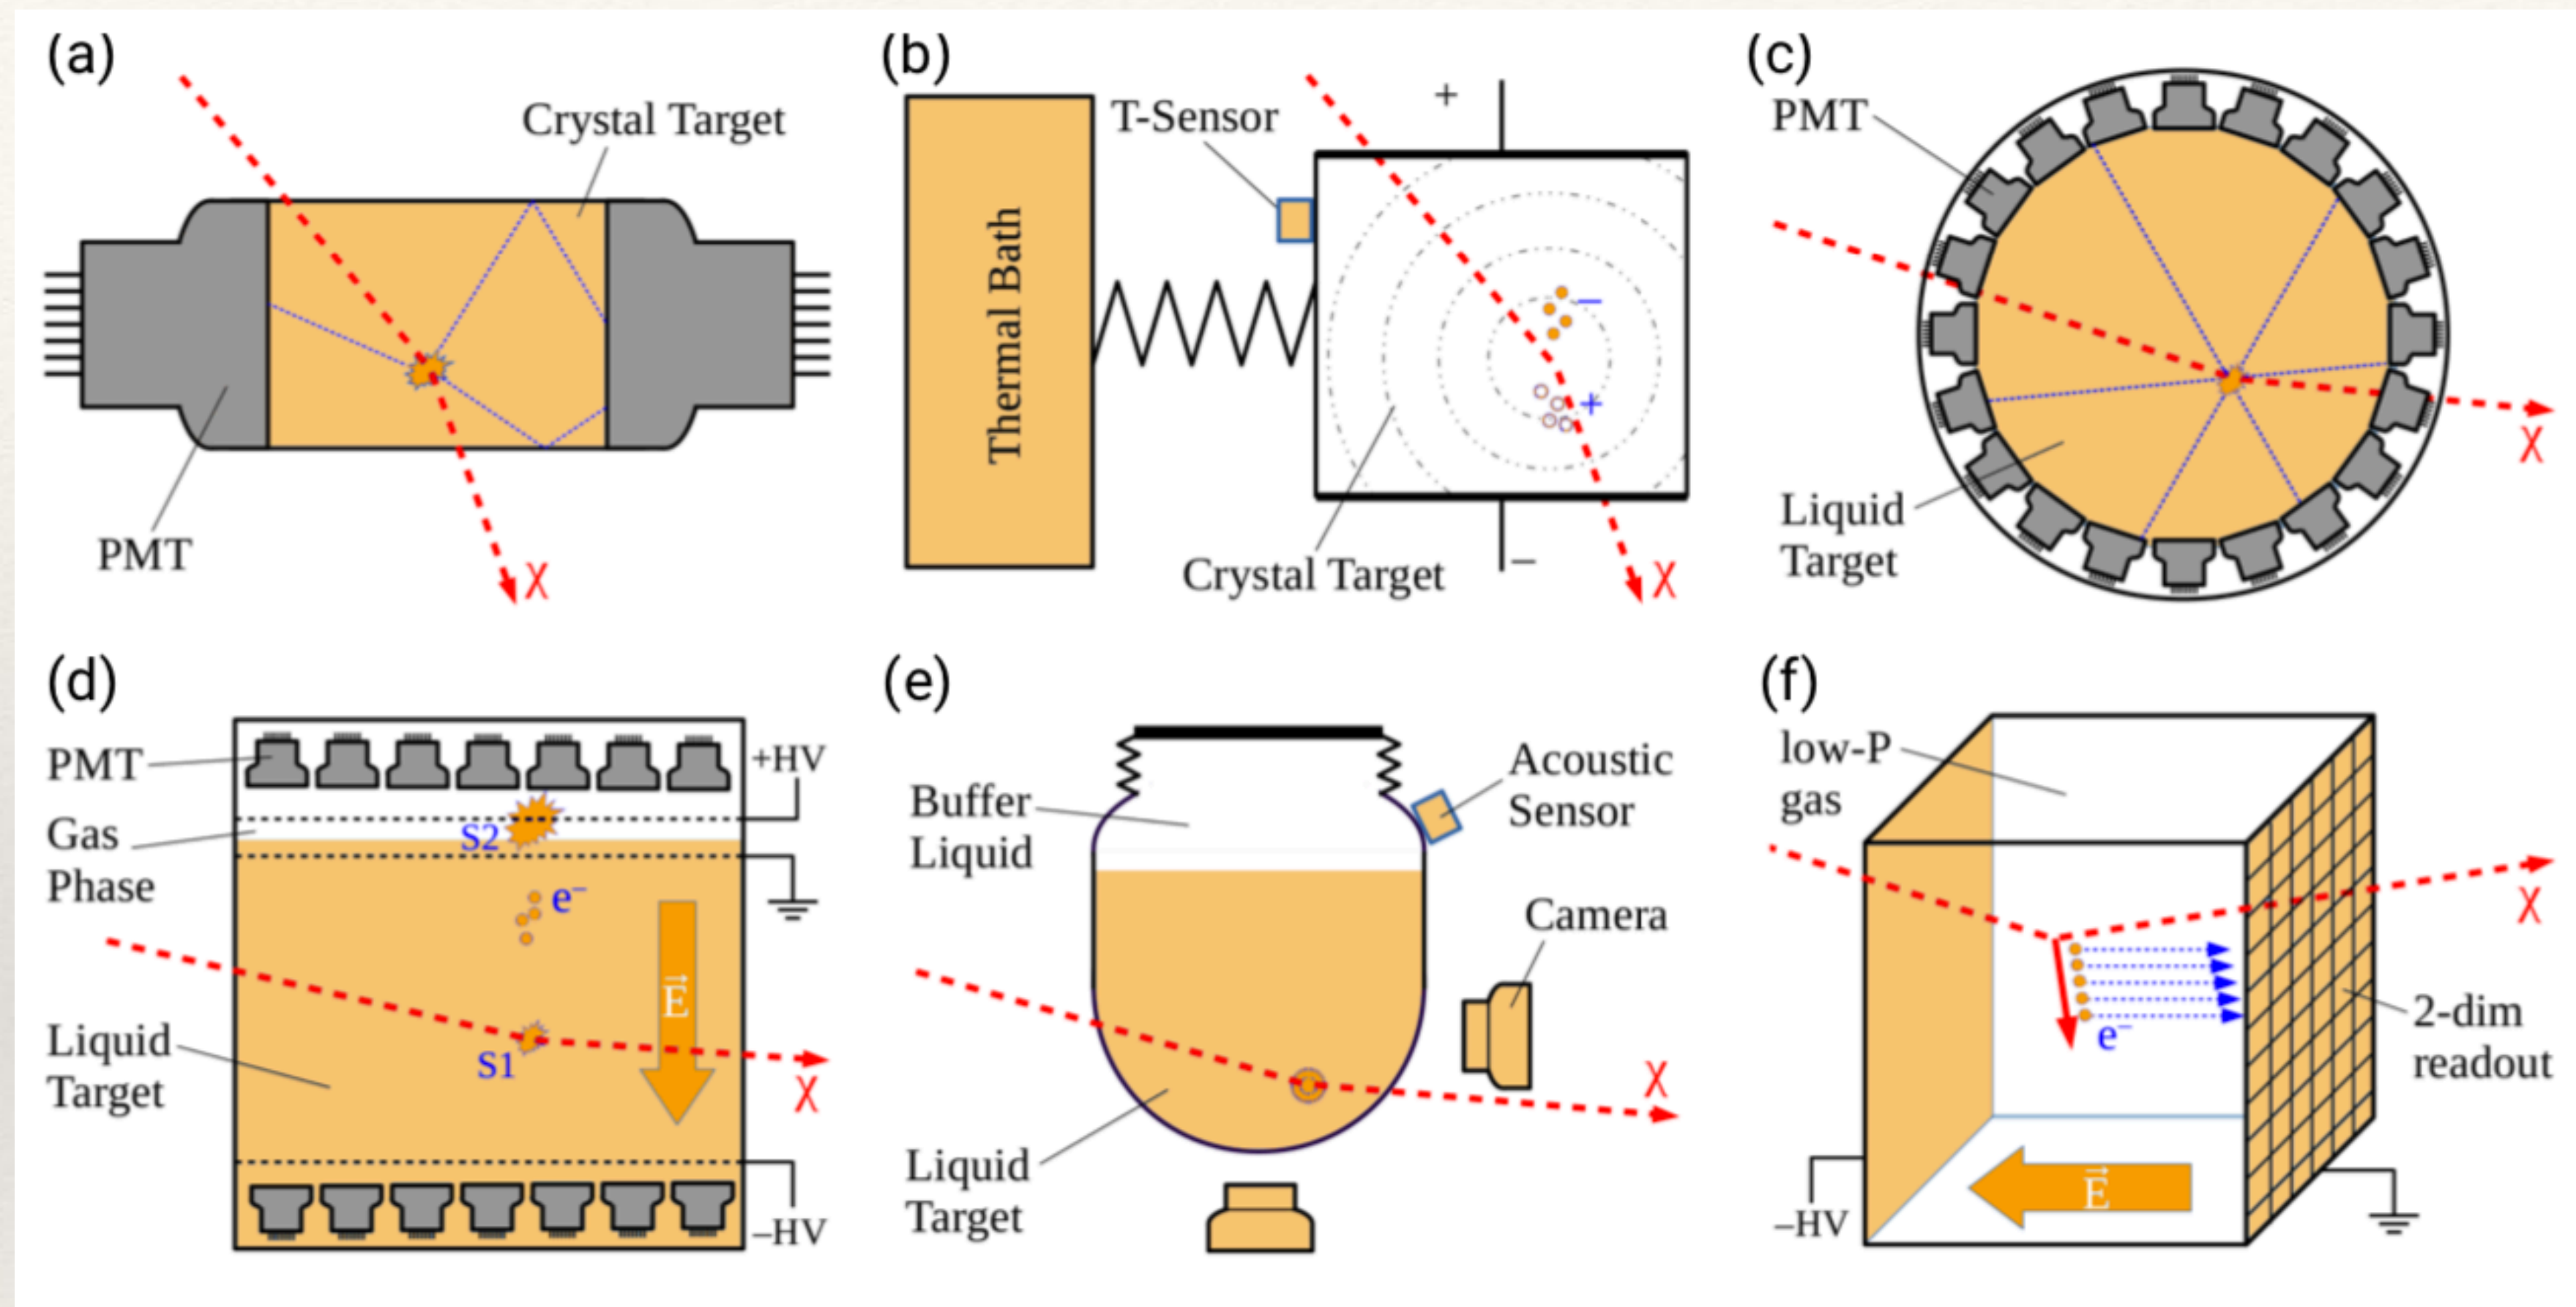 (a)
Crystal Target
PMT
χ
(b)
T-Sensor
+
Thermal Bath
−
+
Crystal Target
−
χ
(c)
PMT
Liquid
Target
χ
(d)
PMT
+HV
Gas
Phase
S2
e⁻
E⃗
Liquid
Target
S1
χ
−HV
(e)
Buffer
Liquid
Acoustic
Sensor
Camera
χ
Liquid
Target
(f)
low-P
gas
χ
e⁻
2-dim
readout
E⃗
−HV